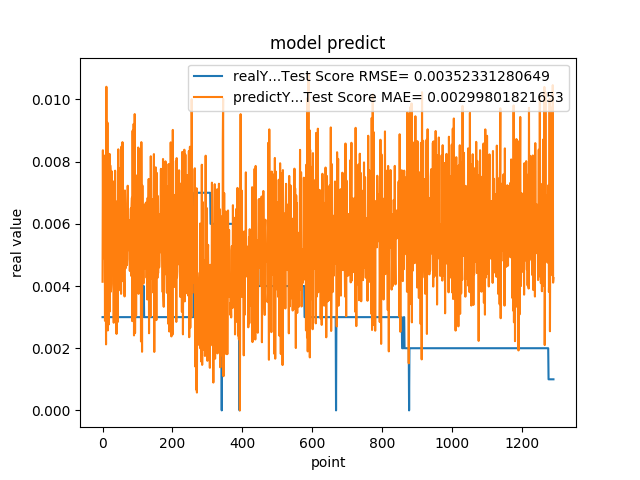 model predict
realY...Test Score RMSE= 0.00352331280649
predictY...Test Score MAE= 0.00299801821653
0.010
0.008
0.006
0.004
0.002
0.000
real value
0 200 400 600 800 1000 1200
point